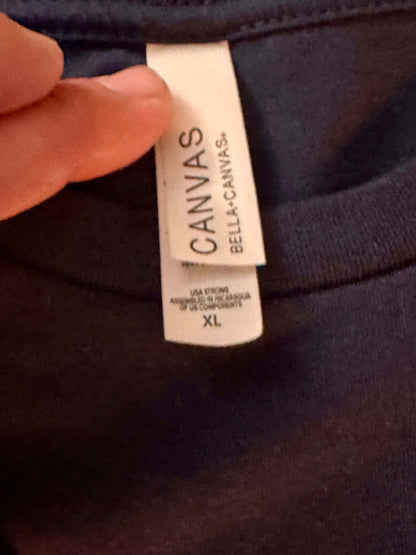 CANVAS
BELLA+CANVAS®
USA STRONG
ASSEMBLED IN NICARAGUA
OF US COMPONENTS
XL